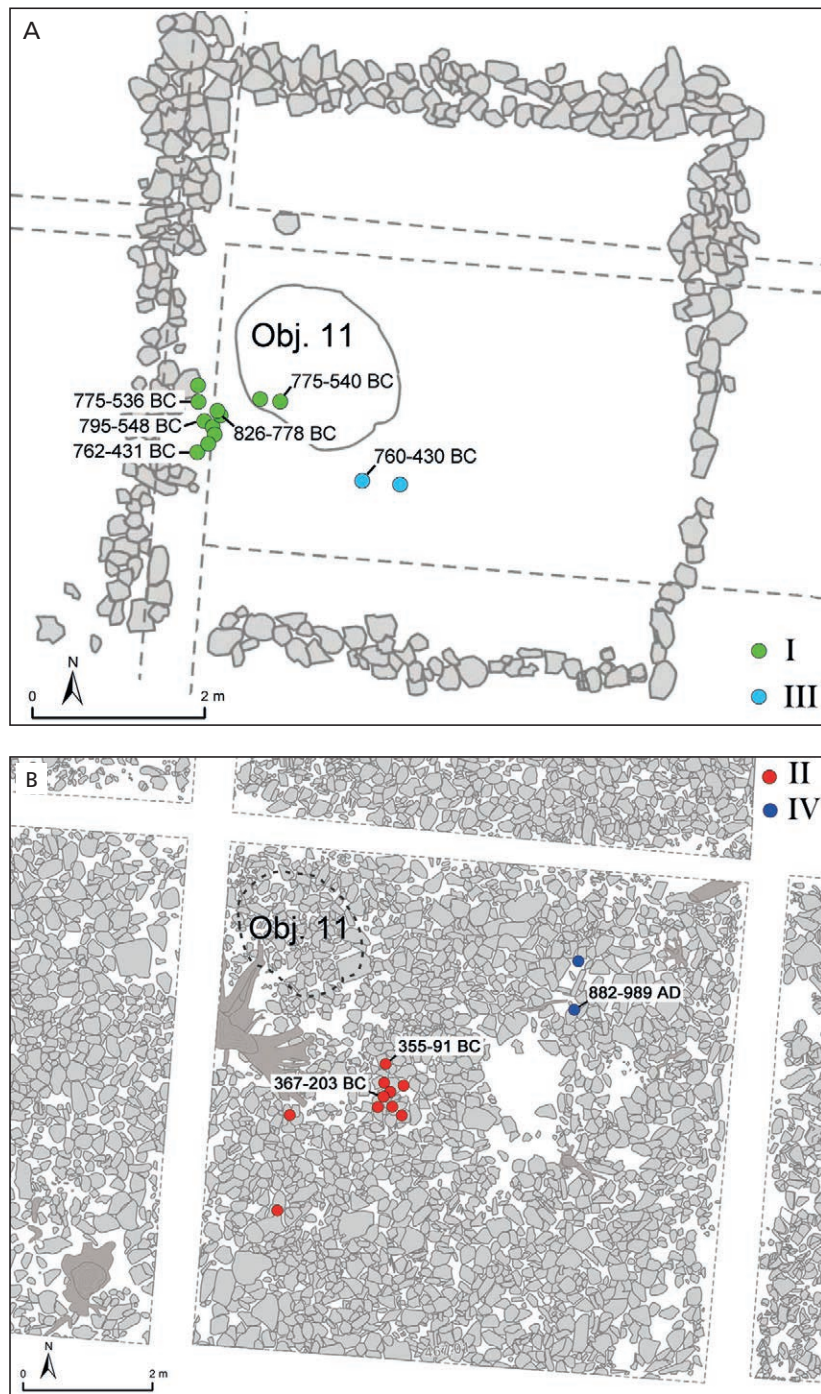 A
Obj. 11
775-540 BC
775-536 BC
795-548 BC
826-778 BC
762-431 BC
760-430 BC
N
0 2 m
I
III
B
II
IV
Obj. 11
882-989 AD
355-91 BC
367-203 BC
N
0 2 m